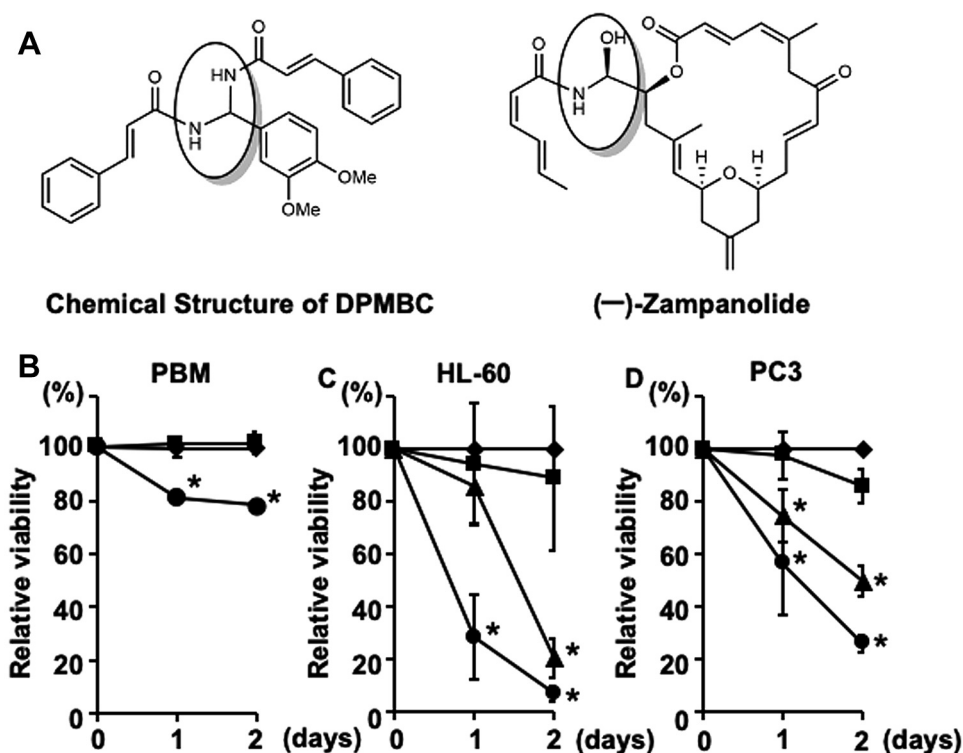 A
O
O
HN
N
H
OMe
OMe
O
OH
N
H
O
O
O
H
O
H
Chemical Structure of DPMBC
(—)-Zampanolide
B
(%)
PBM
Relative viability
100
80
60
40
20
0
*
*
0 1 2 (days)
C
(%)
HL-60
Relative viability
100
80
60
40
20
0
*
*
*
0 1 2 (days)
D
(%)
PC3
Relative viability
100
80
60
40
20
0
*
*
*
*
0 1 2 (days)